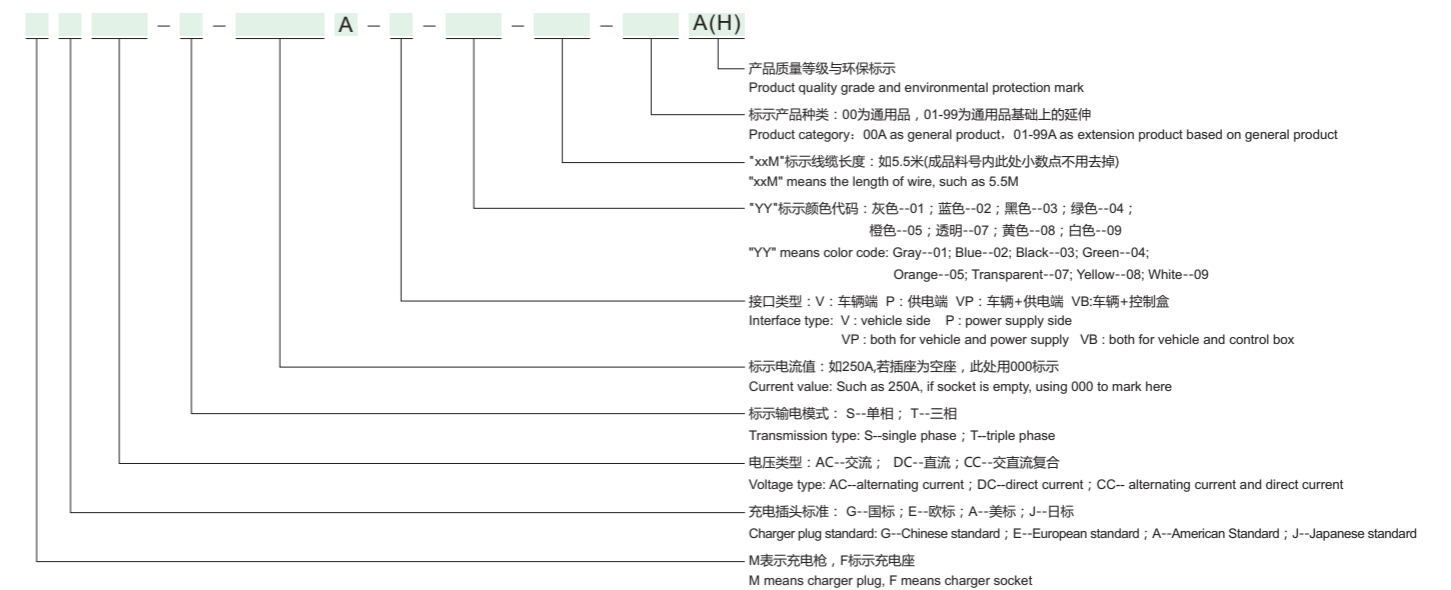 – – A – – – – A(H)
产品质量等级与环保标示
Product quality grade and environmental protection mark
标示产品种类：00为通用品，01-99为通用品基础上的延伸
Product category：00A as general product，01-99A as extension product based on general product
"xxM"标示线缆长度：如5.5米(成品料号内此处小数点不用去掉)
"xxM" means the length of wire, such as 5.5M
"YY"标示颜色代码：灰色--01；蓝色--02；黑色--03；绿色--04；
橙色--05；透明--07；黄色--08；白色--09
"YY" means color code: Gray--01; Blue--02; Black--03; Green--04;
Orange--05; Transparent--07; Yellow--08; White--09
接口类型：V：车辆端 P：供电端 VP：车辆+供电端 VB:车辆+控制盒
Interface type: V : vehicle side P : power supply side
VP : both for vehicle and power supply VB : both for vehicle and control box
标示电流值：如250A,若插座为空座，此处用000标示
Current value: Such as 250A, if socket is empty, using 000 to mark here
标示输电模式： S--单相； T--三相
Transmission type: S--single phase；T--triple phase
电压类型：AC--交流； DC--直流；CC--交直流复合
Voltage type: AC--alternating current；DC--direct current；CC-- alternating current and direct current
充电插头标准： G--国标；E--欧标；A--美标；J--日标
Charger plug standard: G--Chinese standard；E--European standard；A--American Standard；J--Japanese standard
M表示充电枪，F标示充电座
M means charger plug, F means charger socket